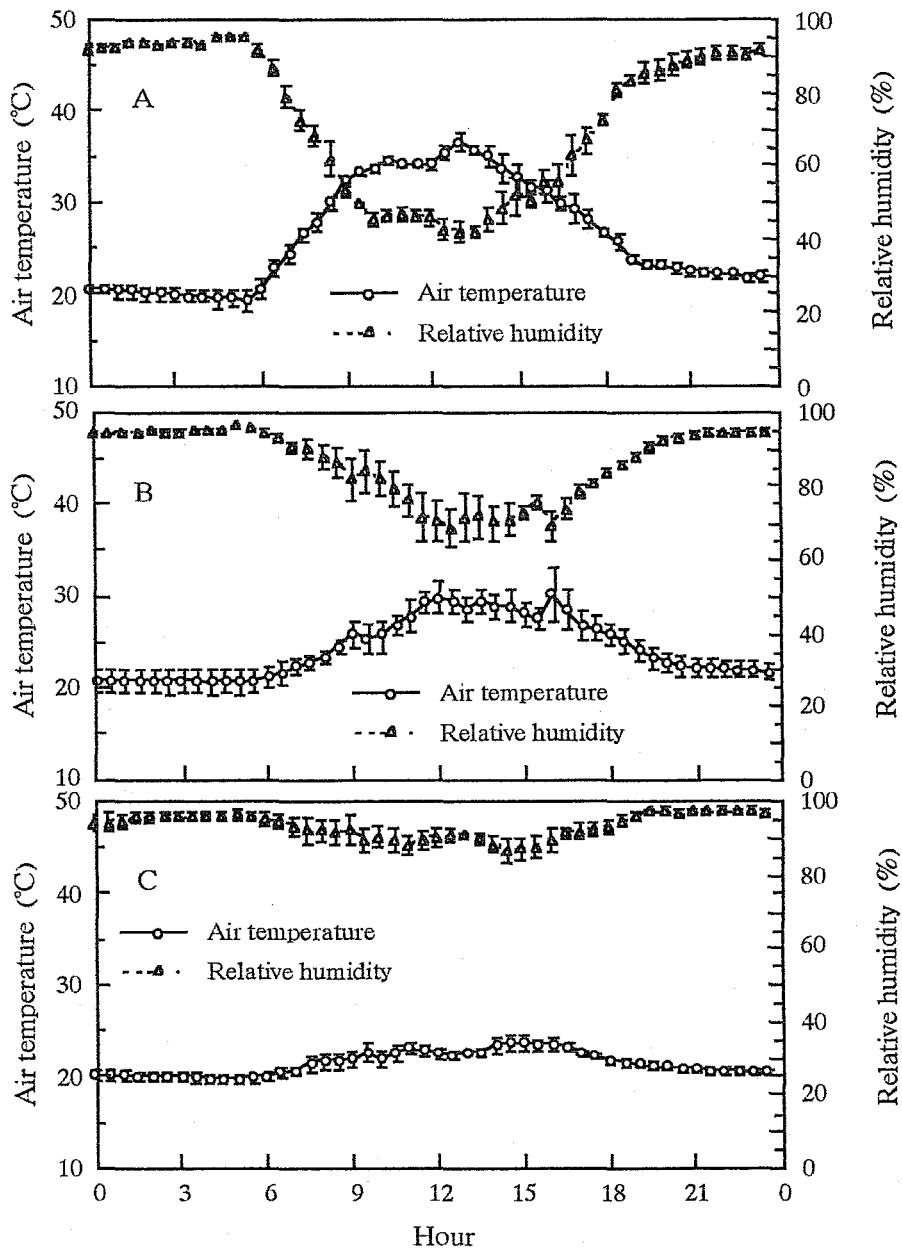 50
40
30
20
10
Air temperature (℃)
A
Air temperature
Relative humidity
100
80
60
40
20
0
Relative humidity (%)
50
40
30
20
10
Air temperature (℃)
B
Air temperature
Relative humidity
100
80
60
40
20
0
Relative humidity (%)
50
40
30
20
10
Air temperature (℃)
C
Air temperature
Relative humidity
100
80
60
40
20
0
Relative humidity (%)
0 3 6 9 12 15 18 21 0
Hour